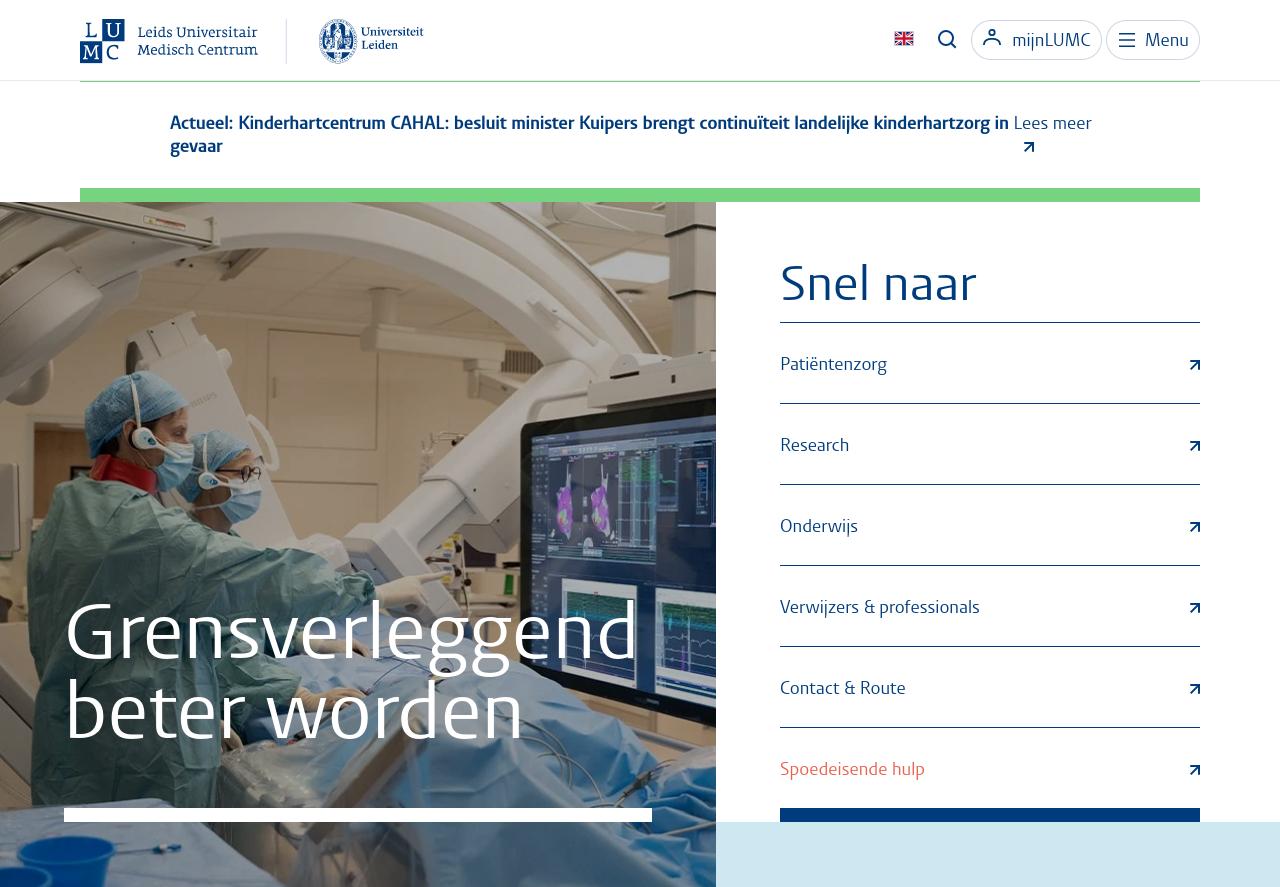 LUMC
Leids Universitair
Medisch Centrum
Universiteit
Leiden
mijnLUMC
Menu
Actueel: Kinderhartcentrum CAHAL: besluit minister Kuipers brengt continuïteit landelijke kinderhartzorg in
gevaar
Lees meer
Grensverleggend
beter worden
Snel naar
Patiëntenzorg
Research
Onderwijs
Verwijzers & professionals
Contact & Route
Spoedeisende hulp